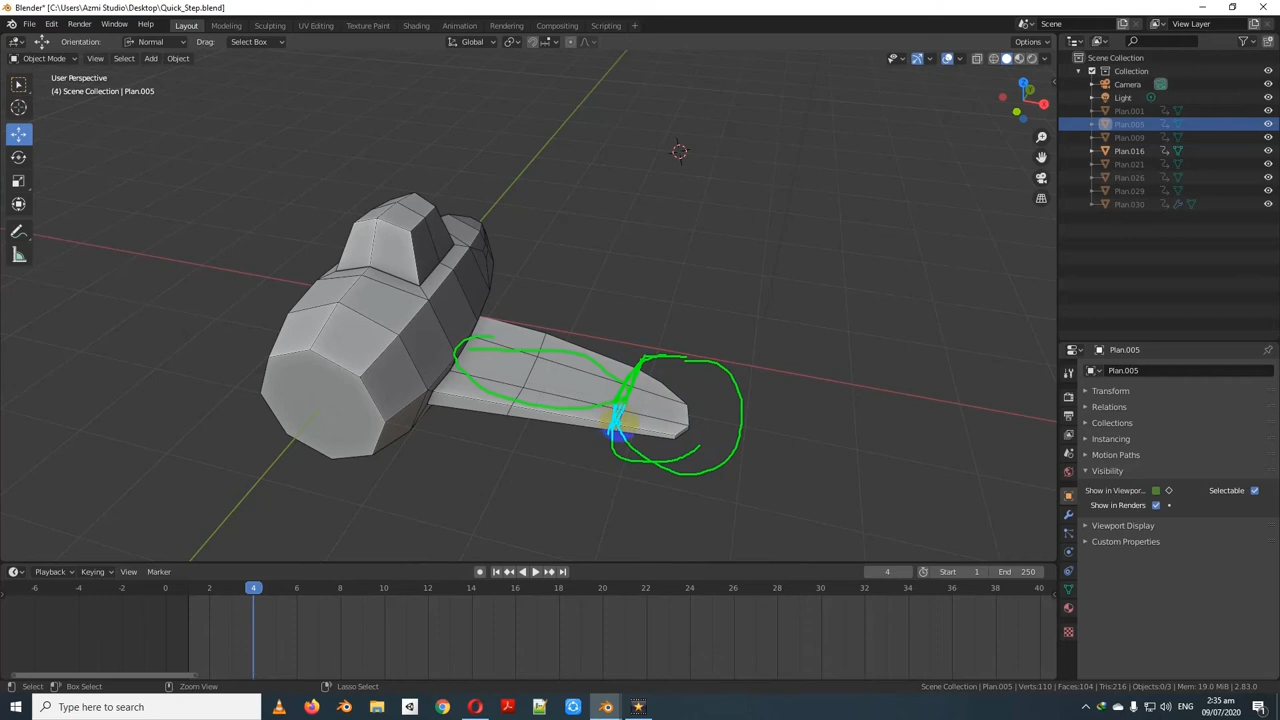 Blender* [C:\Users\Azmi Studio\Desktop\Quick_Step.blend]
File Edit Render Window Help Layout Modeling Sculpting UV Editing Texture Paint Shading Animation Rendering Compositing Scripting + Scene View Layer
Orientation: Normal Drag: Select Box Global Options
Object Mode View Select Add Object
User Perspective
(4) Scene Collection | Plan.005
X
Y
Z
Scene Collection
Collection
Camera
Light
Plan.001
Plan.005
Plan.009
Plan.016
Plan.021
Plan.026
Plan.029
Plan.030
Plan.005
Plan.005
Transform
Relations
Collections
Instancing
Motion Paths
Visibility
Show in Viewpor... Selectable
Show in Renders
Viewport Display
Custom Properties
Playback Keying View Marker 4 Start 1 End 250
-6 -4 -2 0 2 4 6 8 10 12 14 16 18 20 22 24 26 28 30 32 34 36 38 40
Select Box Select Zoom View Lasso Select Scene Collection | Plan.005 | Verts:110 | Faces:104 | Tris:216 | Objects:0/3 | Mem: 19.0 MiB | 2.83.0
Type here to search
ENG
2:35 am
09/07/2020